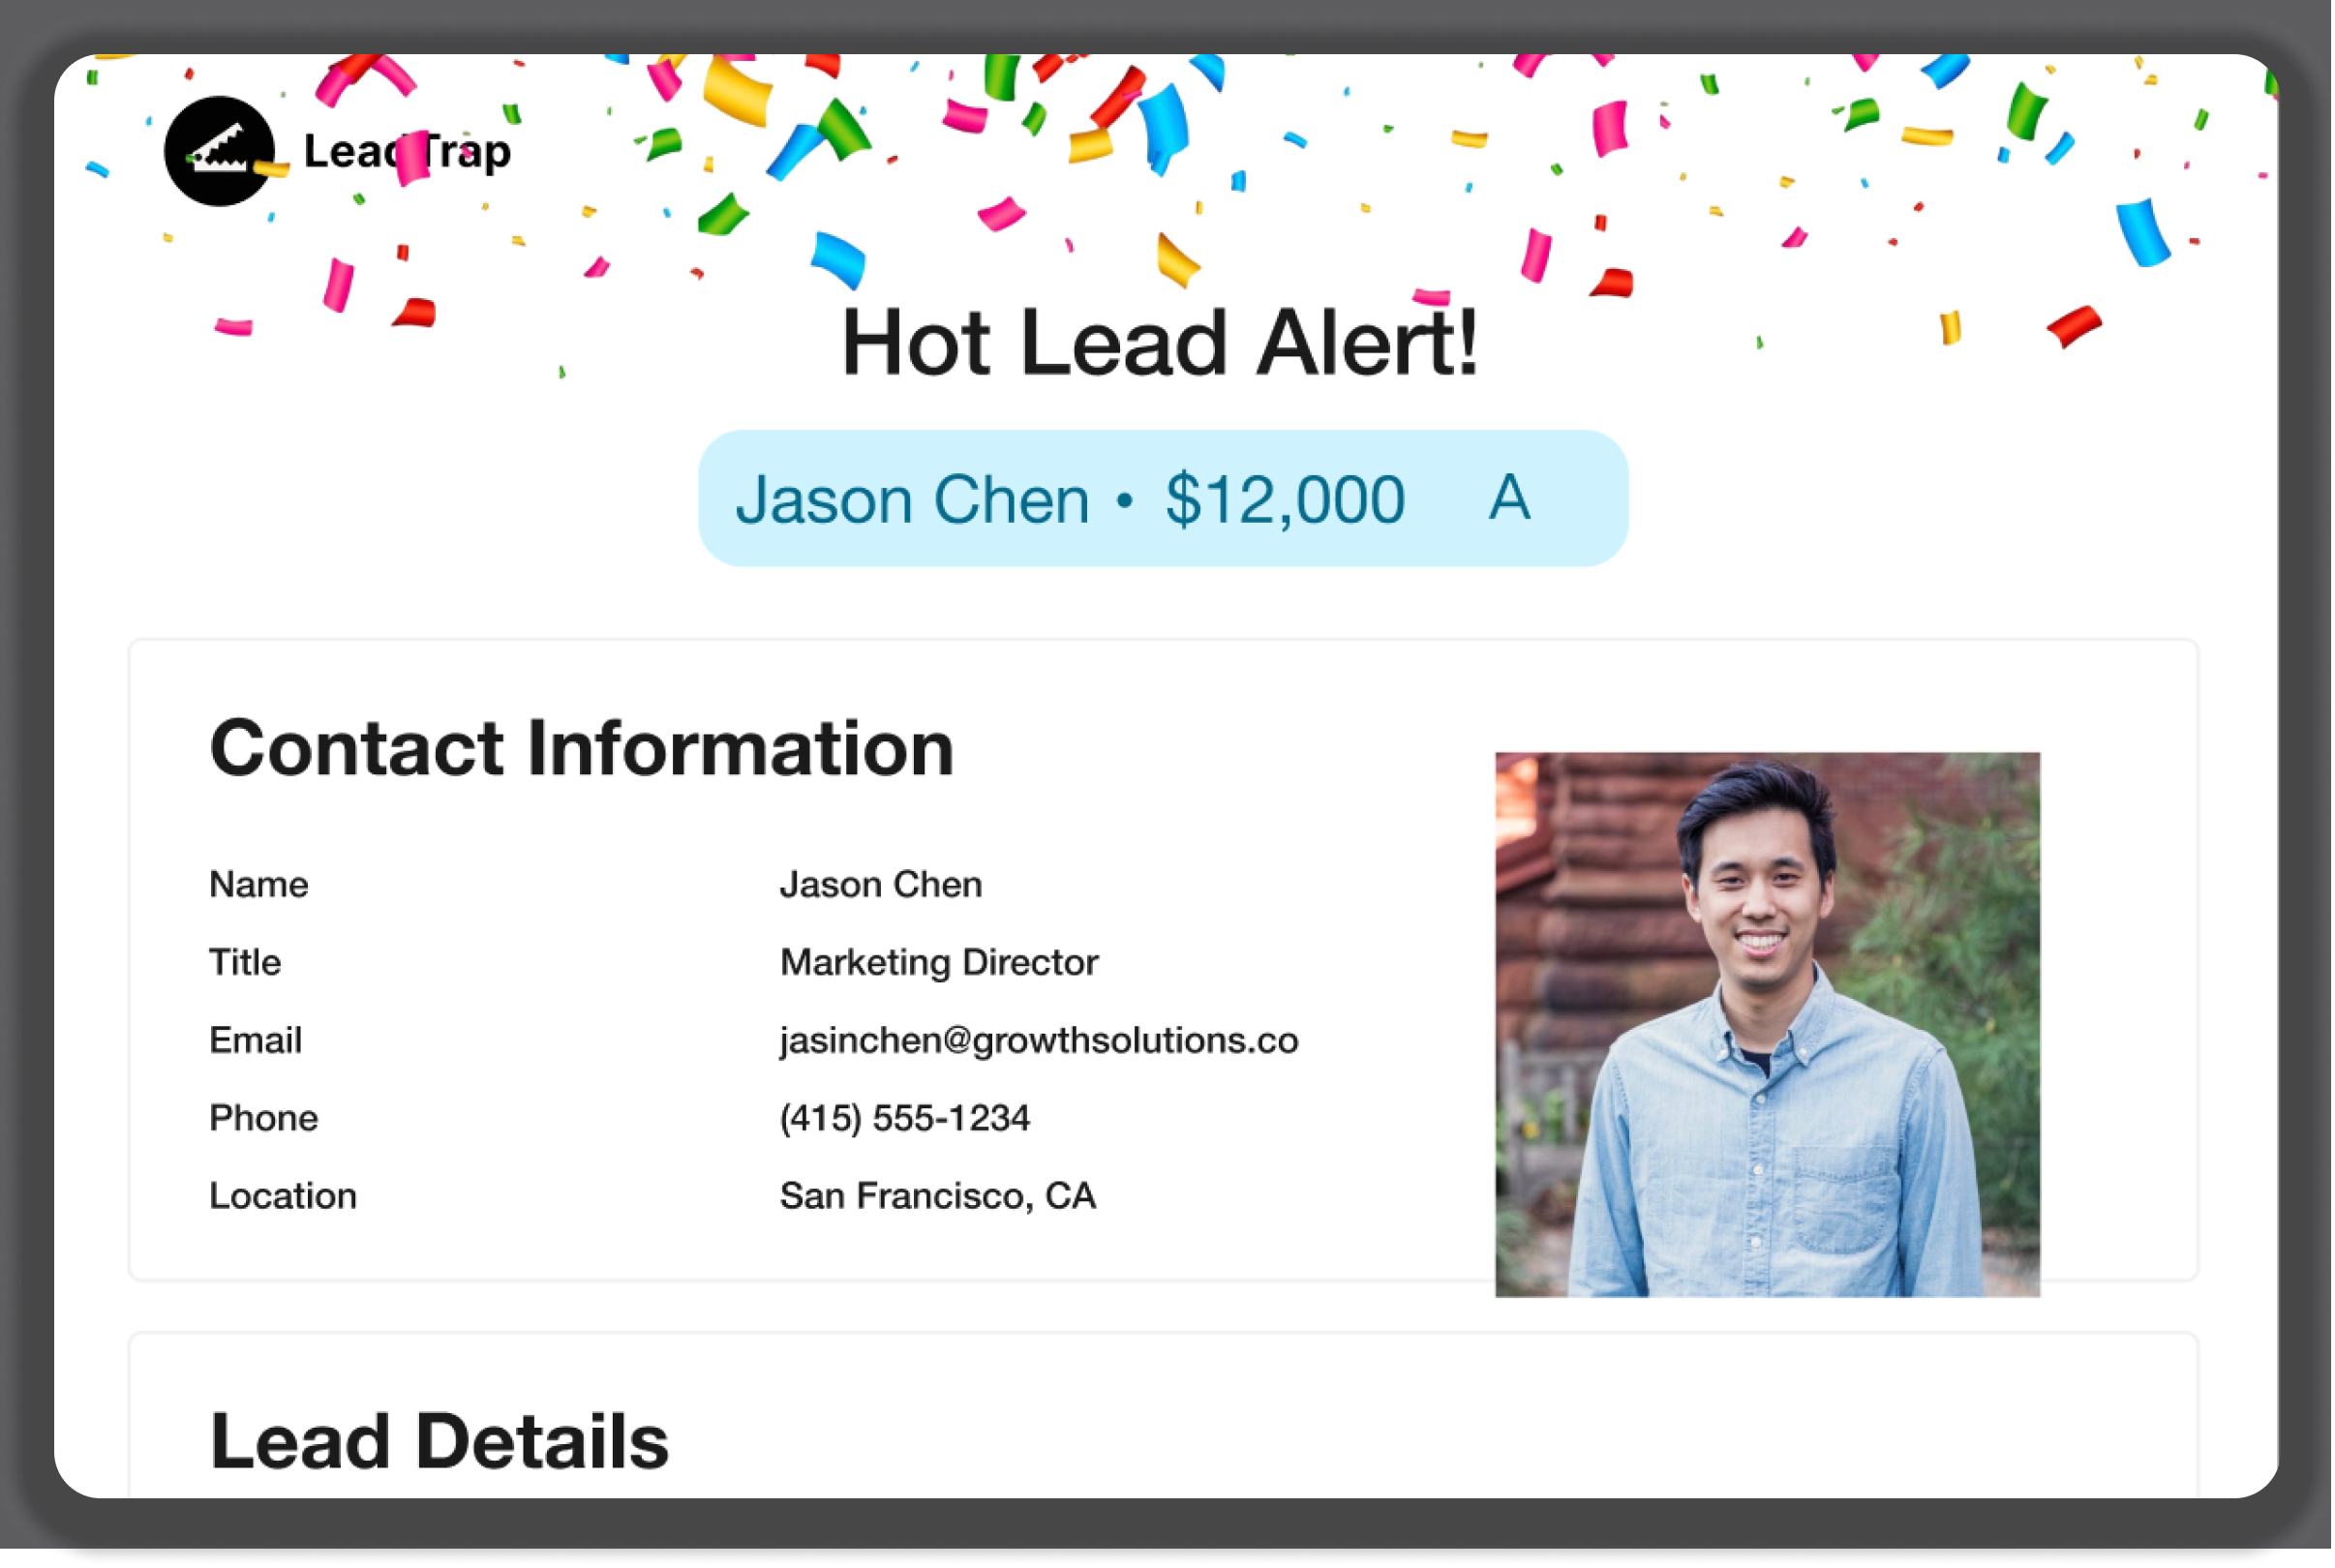 LeadTrap
Hot Lead Alert!
Jason Chen • $12,000 A
Contact Information
Name Jason Chen
Title Marketing Director
Email jasinchen@growthsolutions.co
Phone (415) 555-1234
Location San Francisco, CA
Lead Details